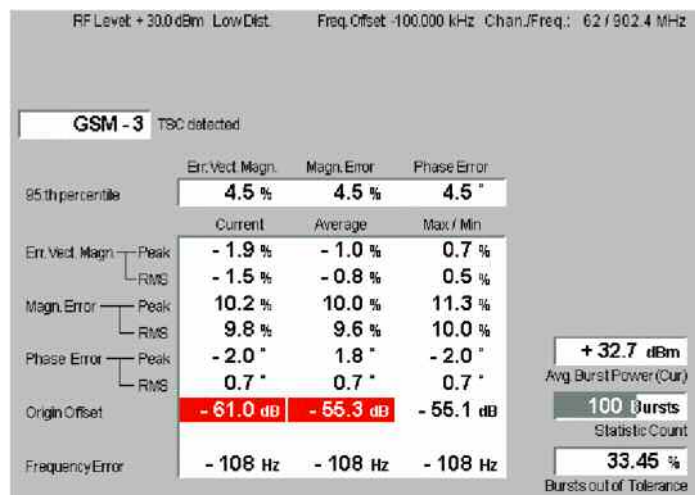 RF Level: + 30.0 dBm Low Dist. Freq. Offset -100.000 kHz Chan./Freq.: 62 / 902.4 MHz
GSM - 3 TSC detected
Err. Vect. Magn. Magn. Error Phase Error
95 th percentile 4.5 % 4.5 % 4.5 °
Current Average Max / Min
Err. Vect. Magn. Peak - 1.9 % - 1.0 % 0.7 %
RMS - 1.5 % - 0.8 % 0.5 %
Magn. Error Peak 10.2 % 10.0 % 11.3 %
RMS 9.8 % 9.6 % 10.0 %
Phase Error Peak - 2.0 ° 1.8 ° - 2.0 °
RMS 0.7 ° 0.7 ° 0.7 °
Origin Offset - 61.0 dB - 55.3 dB - 55.1 dB
Frequency Error - 108 Hz - 108 Hz - 108 Hz
+ 32.7 dBm
Avg. Burst Power (Cur.)
100 Bursts
Statistic Count
33.45 %
Bursts out of Tolerance